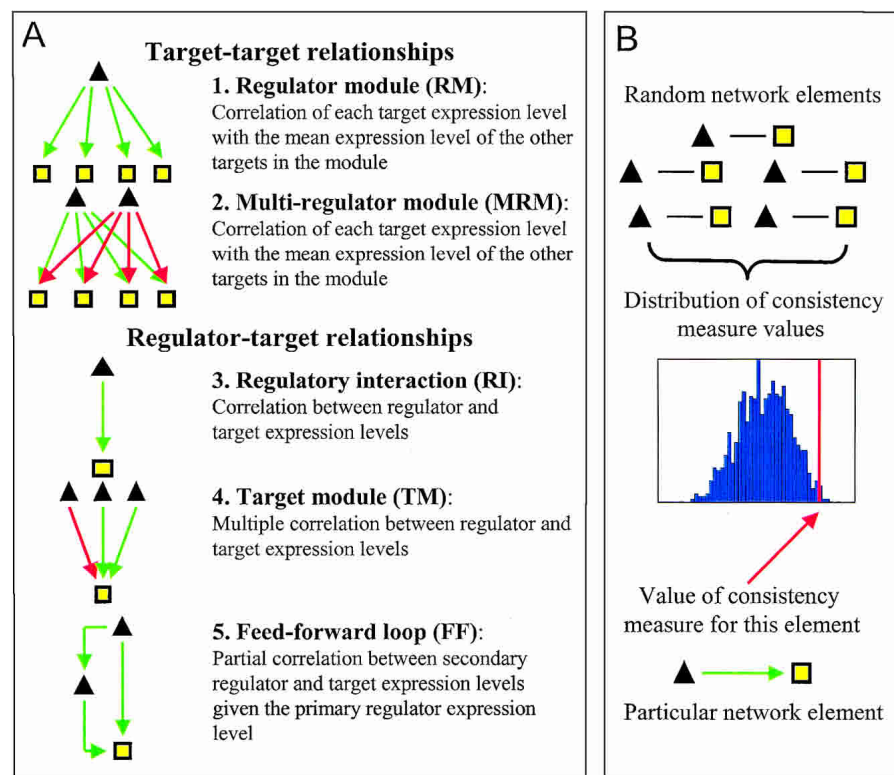 A
Target-target relationships
1. Regulator module (RM):
Correlation of each target expression level
with the mean expression level of the other
targets in the module
2. Multi-regulator module (MRM):
Correlation of each target expression level
with the mean expression level of the other
targets in the module
Regulator-target relationships
3. Regulatory interaction (RI):
Correlation between regulator and
target expression levels
4. Target module (TM):
Multiple correlation between regulator and
target expression levels
5. Feed-forward loop (FF):
Partial correlation between secondary
regulator and target expression levels
given the primary regulator expression
level
B
Random network elements
Distribution of consistency
measure values
Value of consistency
measure for this element
Particular network element